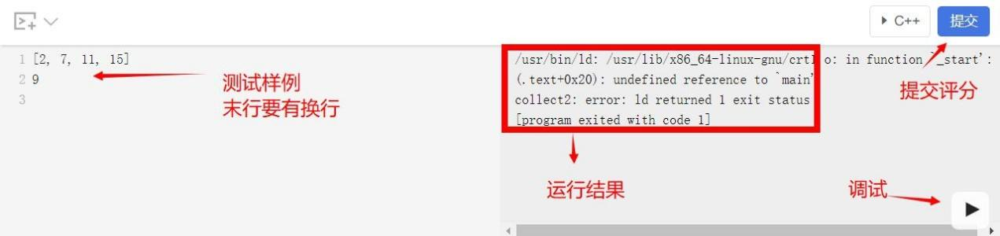 C++ 提交
1 [2, 7, 11, 15]
2 9
3
测试样例
末行要有换行
/usr/bin/ld: /usr/lib/x86_64-linux-gnu/crt1.o: in function `_start':
(.text+0x20): undefined reference to `main'
collect2: error: ld returned 1 exit status
[program exited with code 1]
提交评分
运行结果
调试